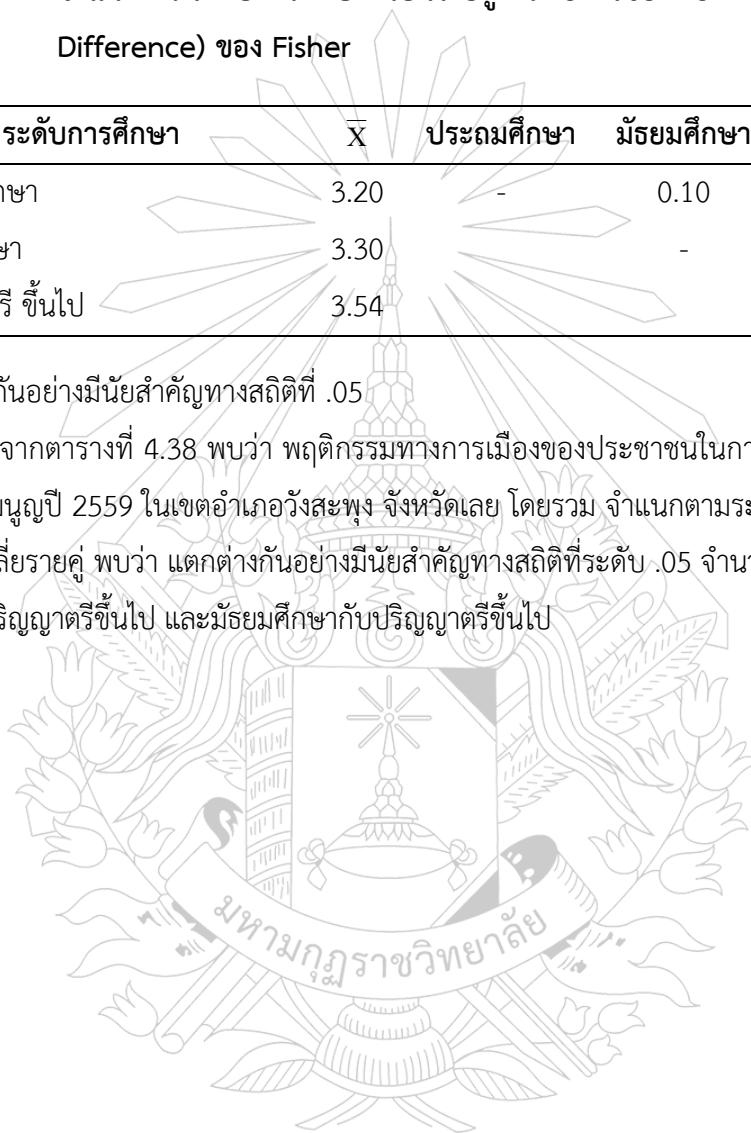 Difference) ของ Fisher
ระดับการศึกษา X̄ ประถมศึกษา มัธยมศึกษา
3.20 - 0.10
3.30 -
ขึ้นไป 3.54
กันอย่างมีนัยสำคัญทางสถิติที่ .05
จากตารางที่ 4.38 พบว่า พฤติกรรมทางการเมืองของประชาชนในกา
นูญปี 2559 ในเขตอำเภอวังสะพุง จังหวัดเลย โดยรวม จำแนกตามระ
ลี่ยรายคู่ พบว่า แตกต่างกันอย่างมีนัยสำคัญทางสถิติที่ระดับ .05 จำนว
ริญญาตรีขึ้นไป และมัธยมศึกษากับปริญญาตรีขึ้นไป
มหามกุฏราชวิทยาลัย